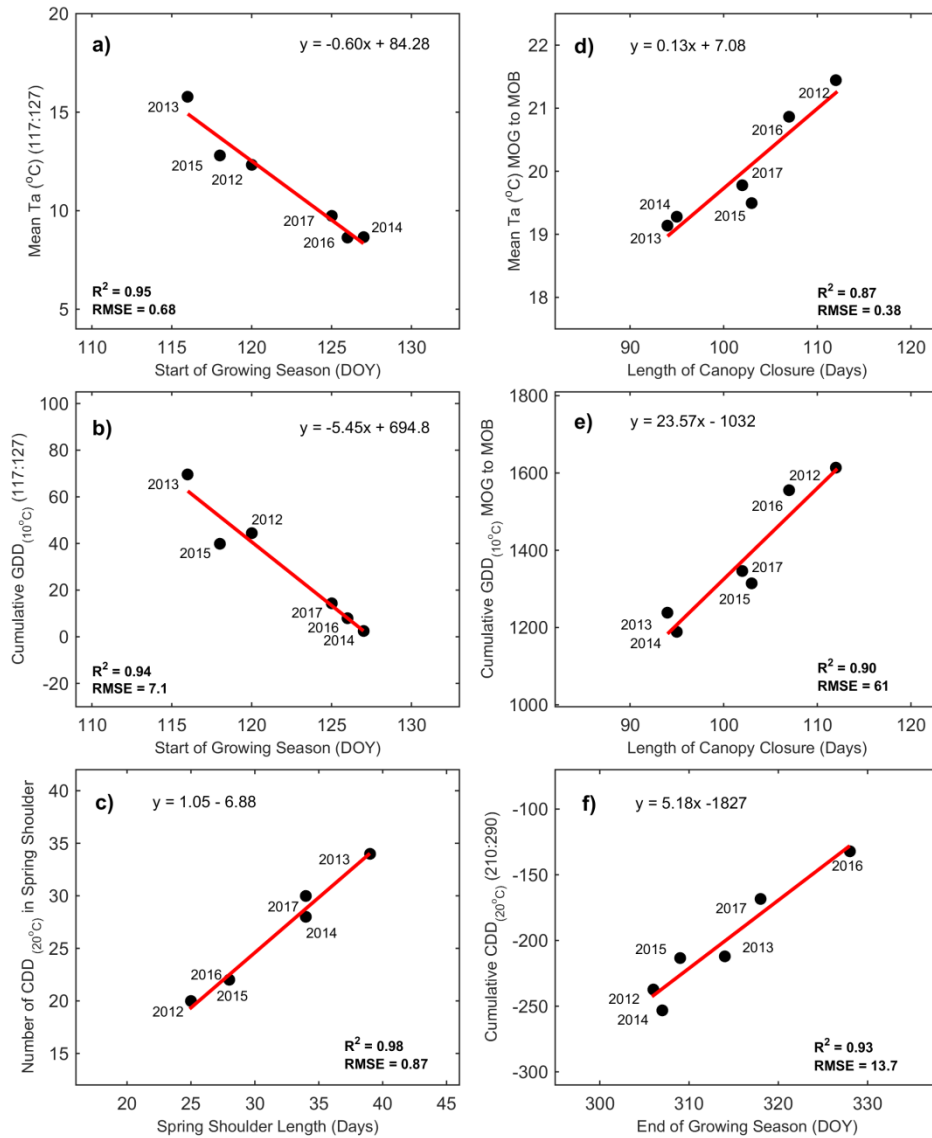 a)
y = -0.60x + 84.28
Mean Ta (°C) (117:127)
20
15
10
5
2013
2015
2012
2017
2016
2014
R² = 0.95
RMSE = 0.68
110 115 120 125 130
Start of Growing Season (DOY)
d)
y = 0.13x + 7.08
Mean Ta (°C) MOG to MOB
22
21
20
19
18
2012
2016
2017
2015
2014
2013
R² = 0.87
RMSE = 0.38
90 100 110 120
Length of Canopy Closure (Days)
b)
y = -5.45x + 694.8
Cumulative GDD(10°C) (117:127)
100
80
60
40
20
0
-20
2013
2012
2015
2017
2016
2014
R² = 0.94
RMSE = 7.1
110 115 120 125 130
Start of Growing Season (DOY)
e)
y = 23.57x - 1032
Cumulative GDD(10°C) MOG to MOB
1800
1600
1400
1200
1000
2012
2016
2017
2015
2013
2014
R² = 0.90
RMSE = 61
90 100 110 120
Length of Canopy Closure (Days)
c)
y = 1.05 - 6.88
Number of CDD (20°C) in Spring Shoulder
40
35
30
25
20
15
2013
2017
2014
2016
2015
2012
R² = 0.98
RMSE = 0.87
20 25 30 35 40 45
Spring Shoulder Length (Days)
f)
y = 5.18x -1827
Cumulative CDD(20°C) (210:290)
-100
-150
-200
-250
-300
2016
2017
2015
2013
2012
2014
R² = 0.93
RMSE = 13.7
300 310 320 330
End of Growing Season (DOY)